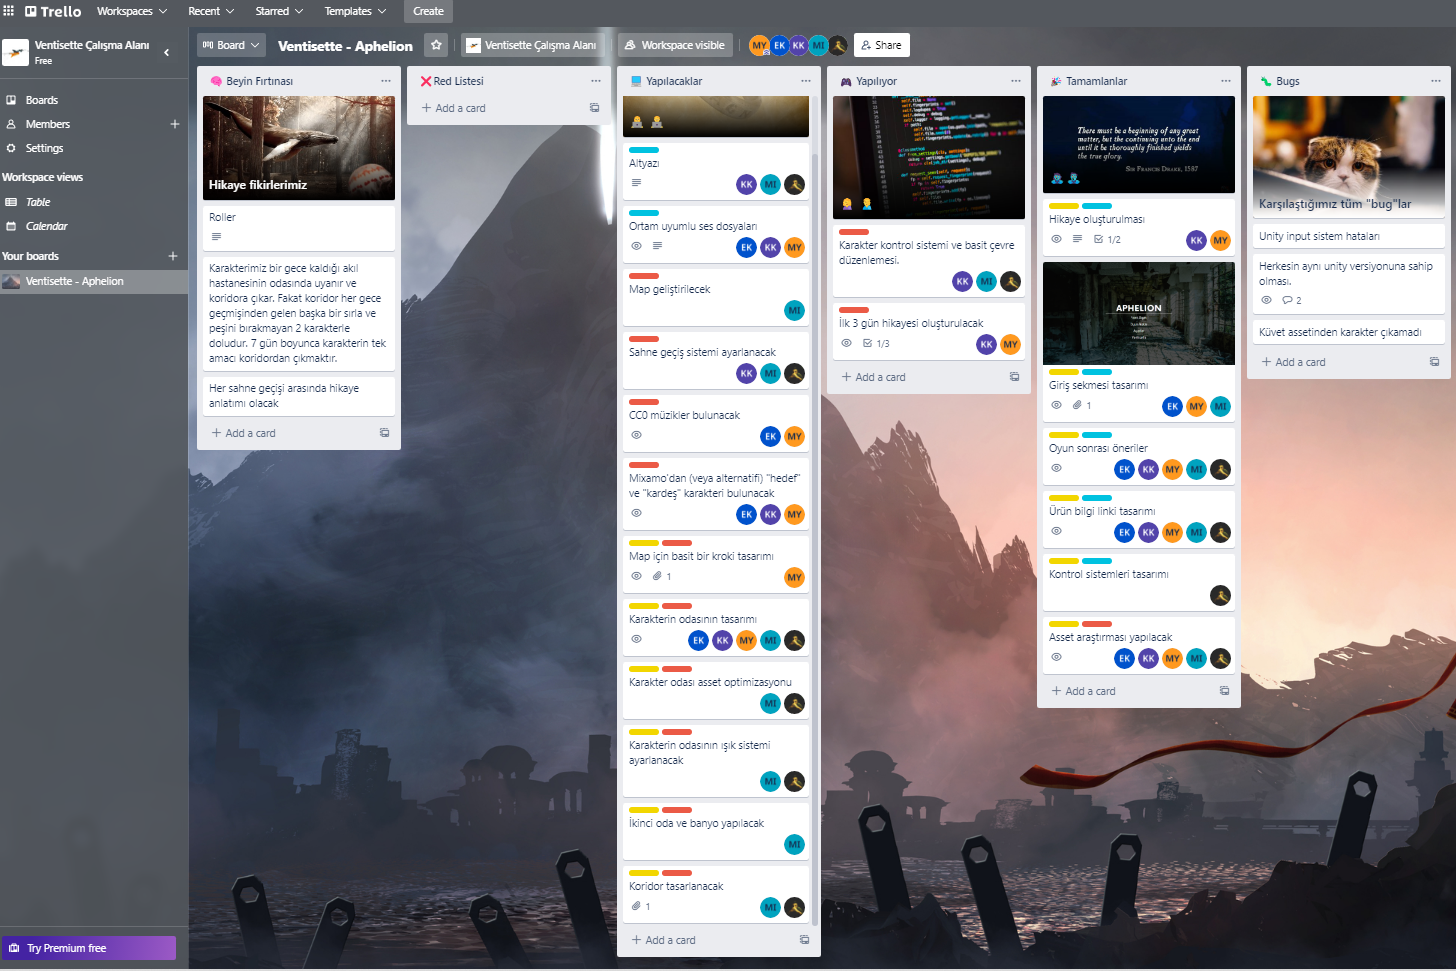 Trello
Workspaces
Recent
Starred
Templates
Create
Ventisette Çalışma Alanı
Free
Boards
Members
Settings
Workspace views
Table
Calendar
Your boards
Ventisette - Aphelion
Try Premium free
Board
Ventisette - Aphelion
Ventisette Çalışma Alanı
Workspace visible
MY EK KK MI
Share
Beyin Fırtınası
Hikaye fikirlerimiz
Roller
Karakterimiz bir gece kaldığı akıl
hastanesinin odasında uyanır ve
koridora çıkar. Fakat koridor her gece
geçmişinden gelen başka bir sırla ve
peşini bırakmayan 2 karakterle
doludur. 7 gün boyunca karakterin tek
amacı koridordan çıkmaktır.
Her sahne geçişi arasında hikaye
anlatımı olacak
Add a card
Red Listesi
Add a card
Yapılacaklar
Altyazı
KK MI
Ortam uyumlu ses dosyaları
EK KK MY
Map geliştirilecek
MI
Sahne geçiş sistemi ayarlanacak
KK MI
CC0 müzikler bulunacak
EK MY
Mixamo'dan (veya alternatifi) "hedef"
ve "kardeş" karakteri bulunacak
EK KK MY
Map için basit bir kroki tasarımı
1 MY
Karakterin odasının tasarımı
EK KK MY MI
Karakter odası asset optimizasyonu
MI
Karakterin odasının ışık sistemi
ayarlanacak
MI
İkinci oda ve banyo yapılacak
MI
Koridor tasarlanacak
1 MI
Add a card
Yapılıyor
Karakter kontrol sistemi ve basit çevre
düzenlemesi.
KK MI
İlk 3 gün hikayesi oluşturulacak
1/3 KK MY
Add a card
Tamamlanlar
There must be a beginning of any great
matter, but the continuing unto the end
until it be thoroughly finished yields
the true glory.
Sir Francis Drake, 1587
Hikaye oluşturulması
1/2 KK MY
APHELION
Giriş sekmesi tasarımı
1 EK MY MI
Oyun sonrası öneriler
EK KK MY MI
Ürün bilgi linki tasarımı
EK KK MY MI
Kontrol sistemleri tasarımı
Asset araştırması yapılacak
EK KK MY MI
Add a card
Bugs
Karşılaştığımız tüm "bug"lar
Unity input sistem hataları
Herkesin aynı unity versiyonuna sahip
olması.
2
Küvet assetinden karakter çıkamadı
Add a card